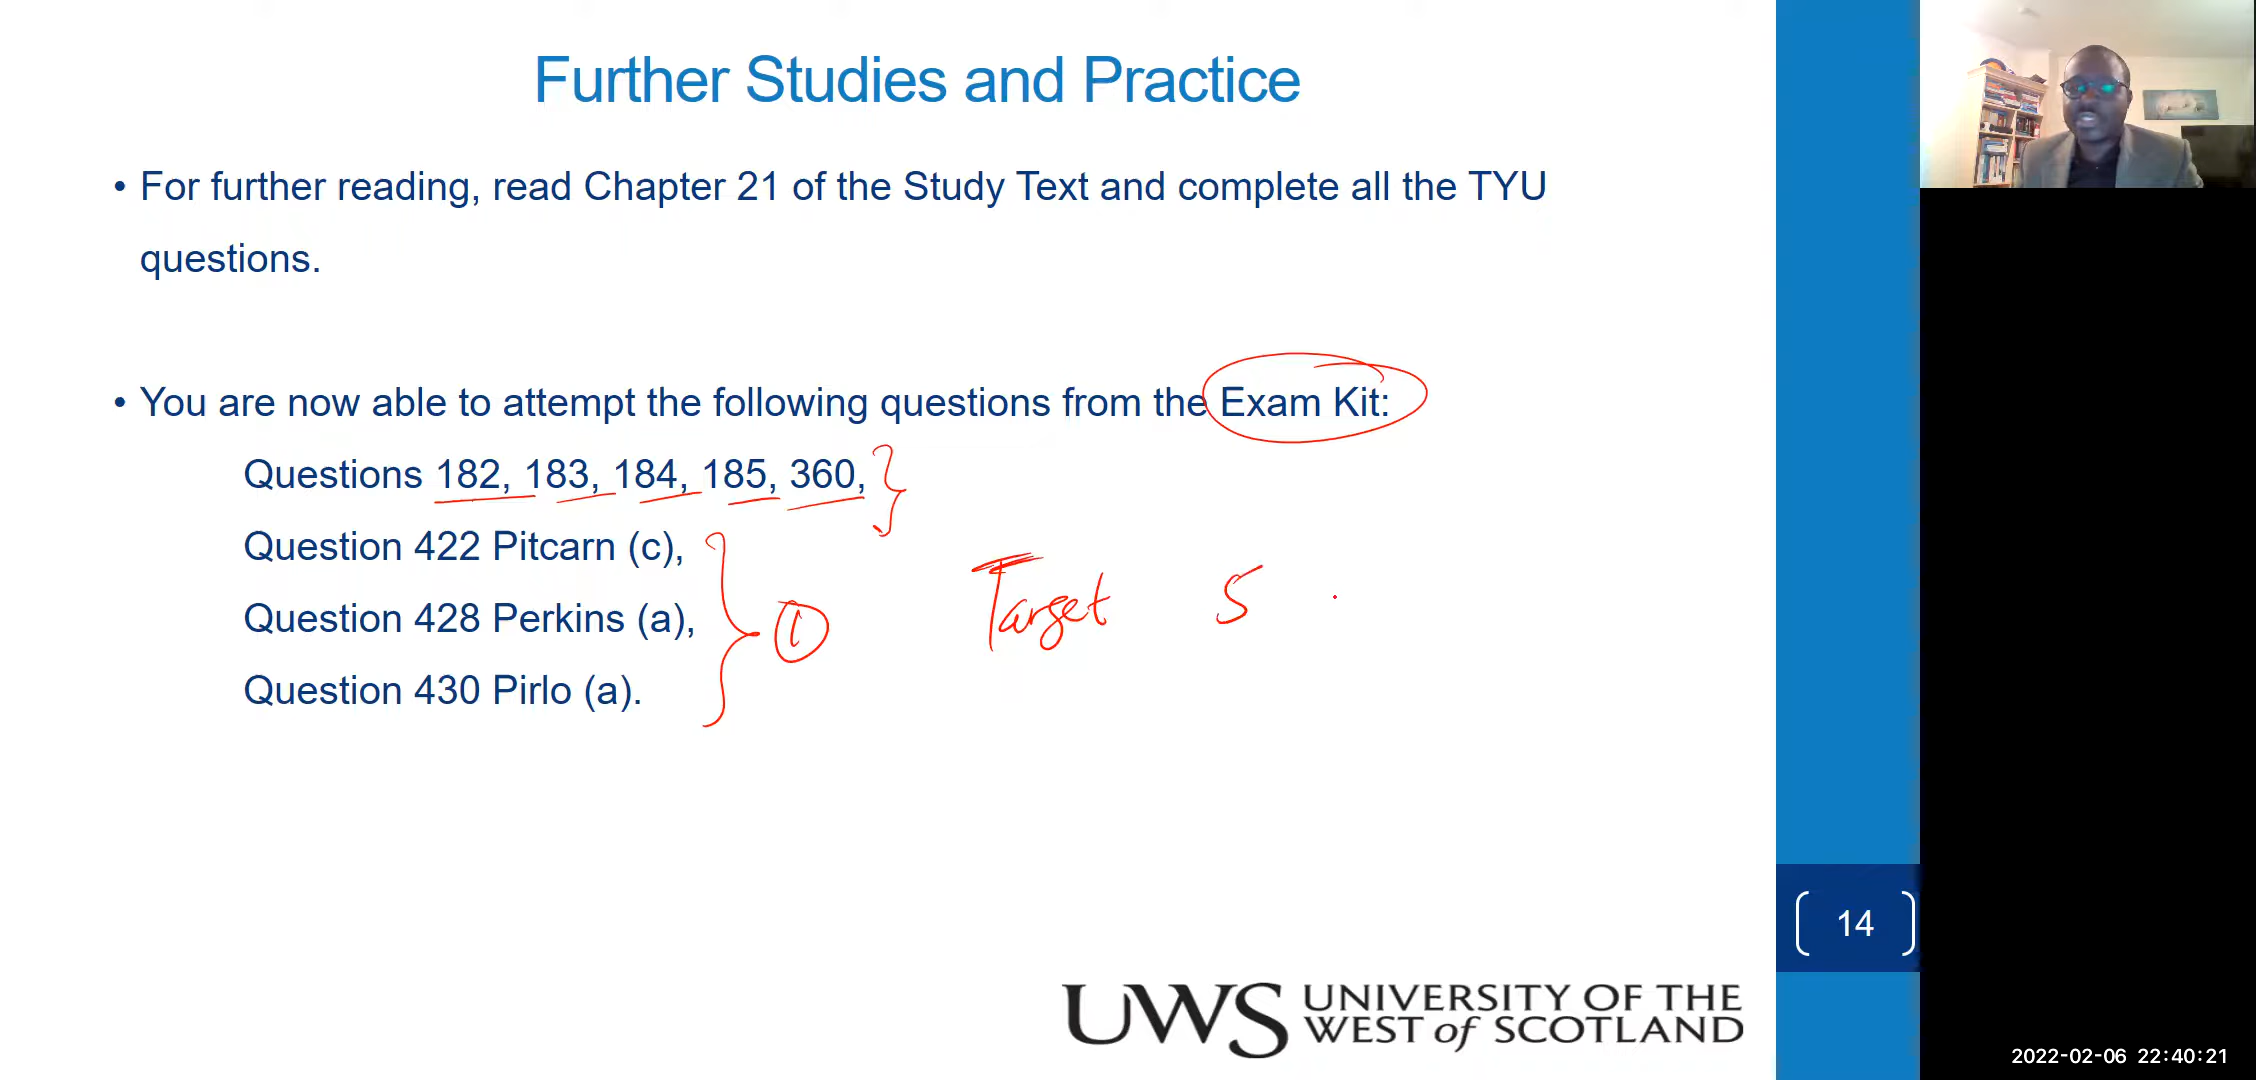 Further Studies and Practice
• For further reading, read Chapter 21 of the Study Text and complete all the TYU
questions.
• You are now able to attempt the following questions from the Exam Kit:
Questions 182, 183, 184, 185, 360,
Question 422 Pitcarn (c),
Question 428 Perkins (a),
Question 430 Pirlo (a).
1
Target 5
14
UWS UNIVERSITY OF THE
WEST of SCOTLAND
2022-02-06 22:40:21